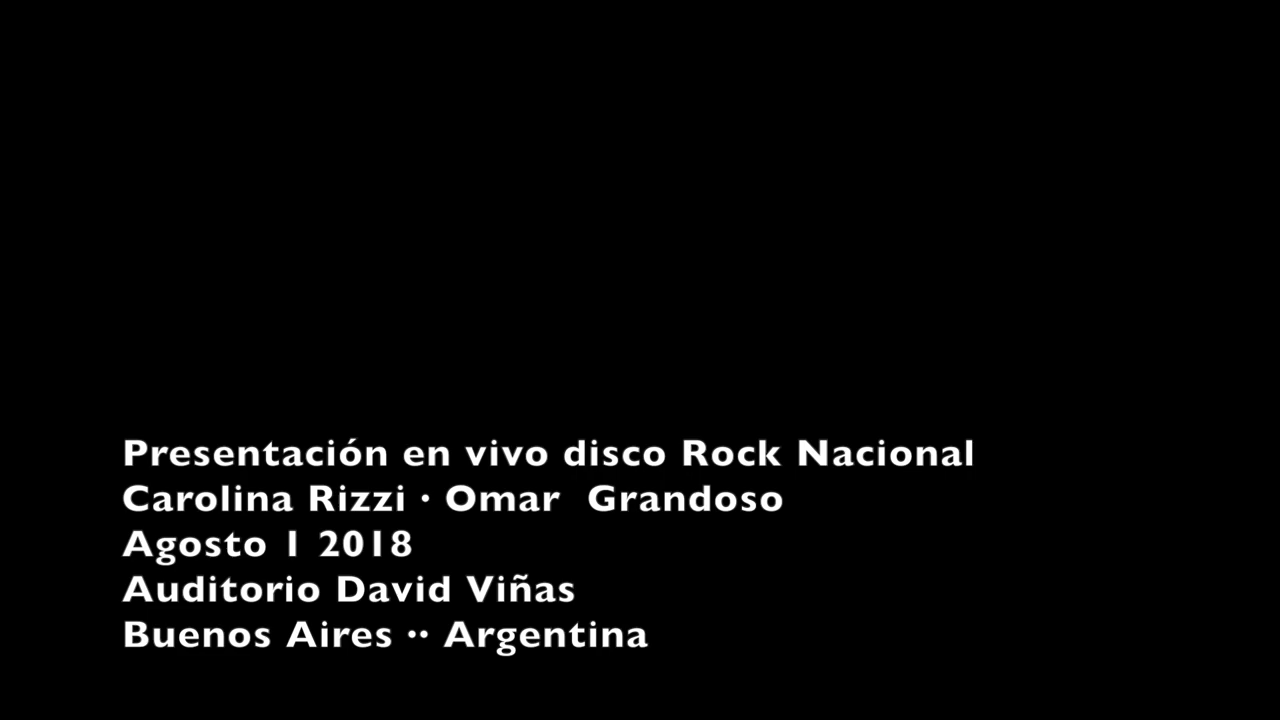 Presentación en vivo disco Rock Nacional
Carolina Rizzi · Omar  Grandoso
Agosto 1 2018
Auditorio David Viñas
Buenos Aires ·· Argentina